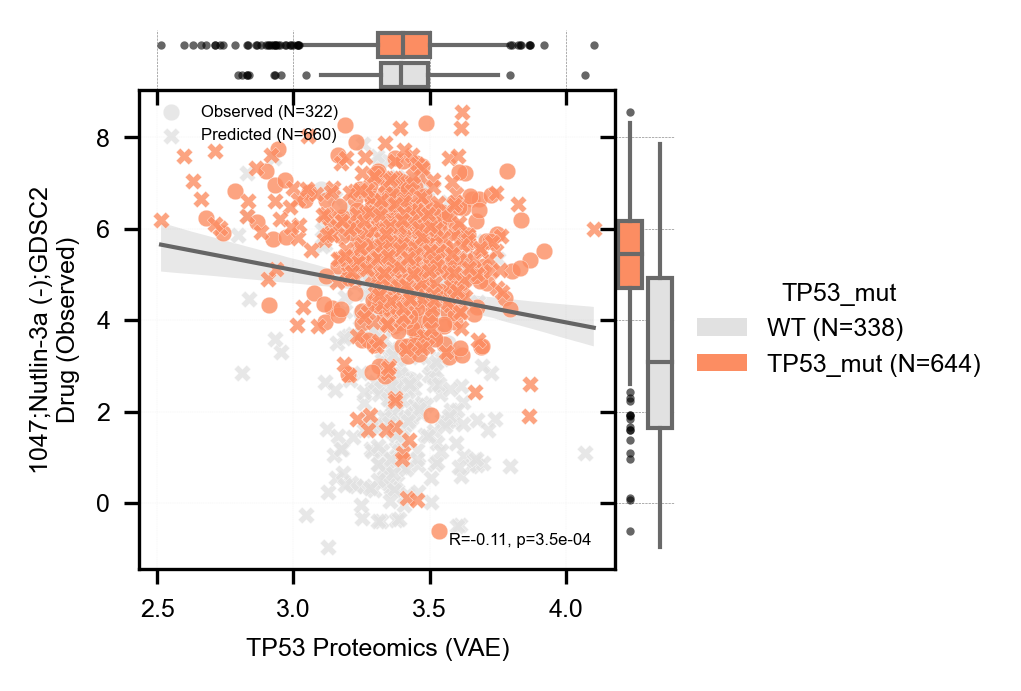 Observed (N=322)
Predicted (N=660)
8
6
4
2
0
1047;Nutlin-3a (-);GDSC2
Drug (Observed)
R=-0.11, p=3.5e-04
2.5 3.0 3.5 4.0
TP53 Proteomics (VAE)
TP53_mut
WT (N=338)
TP53_mut (N=644)